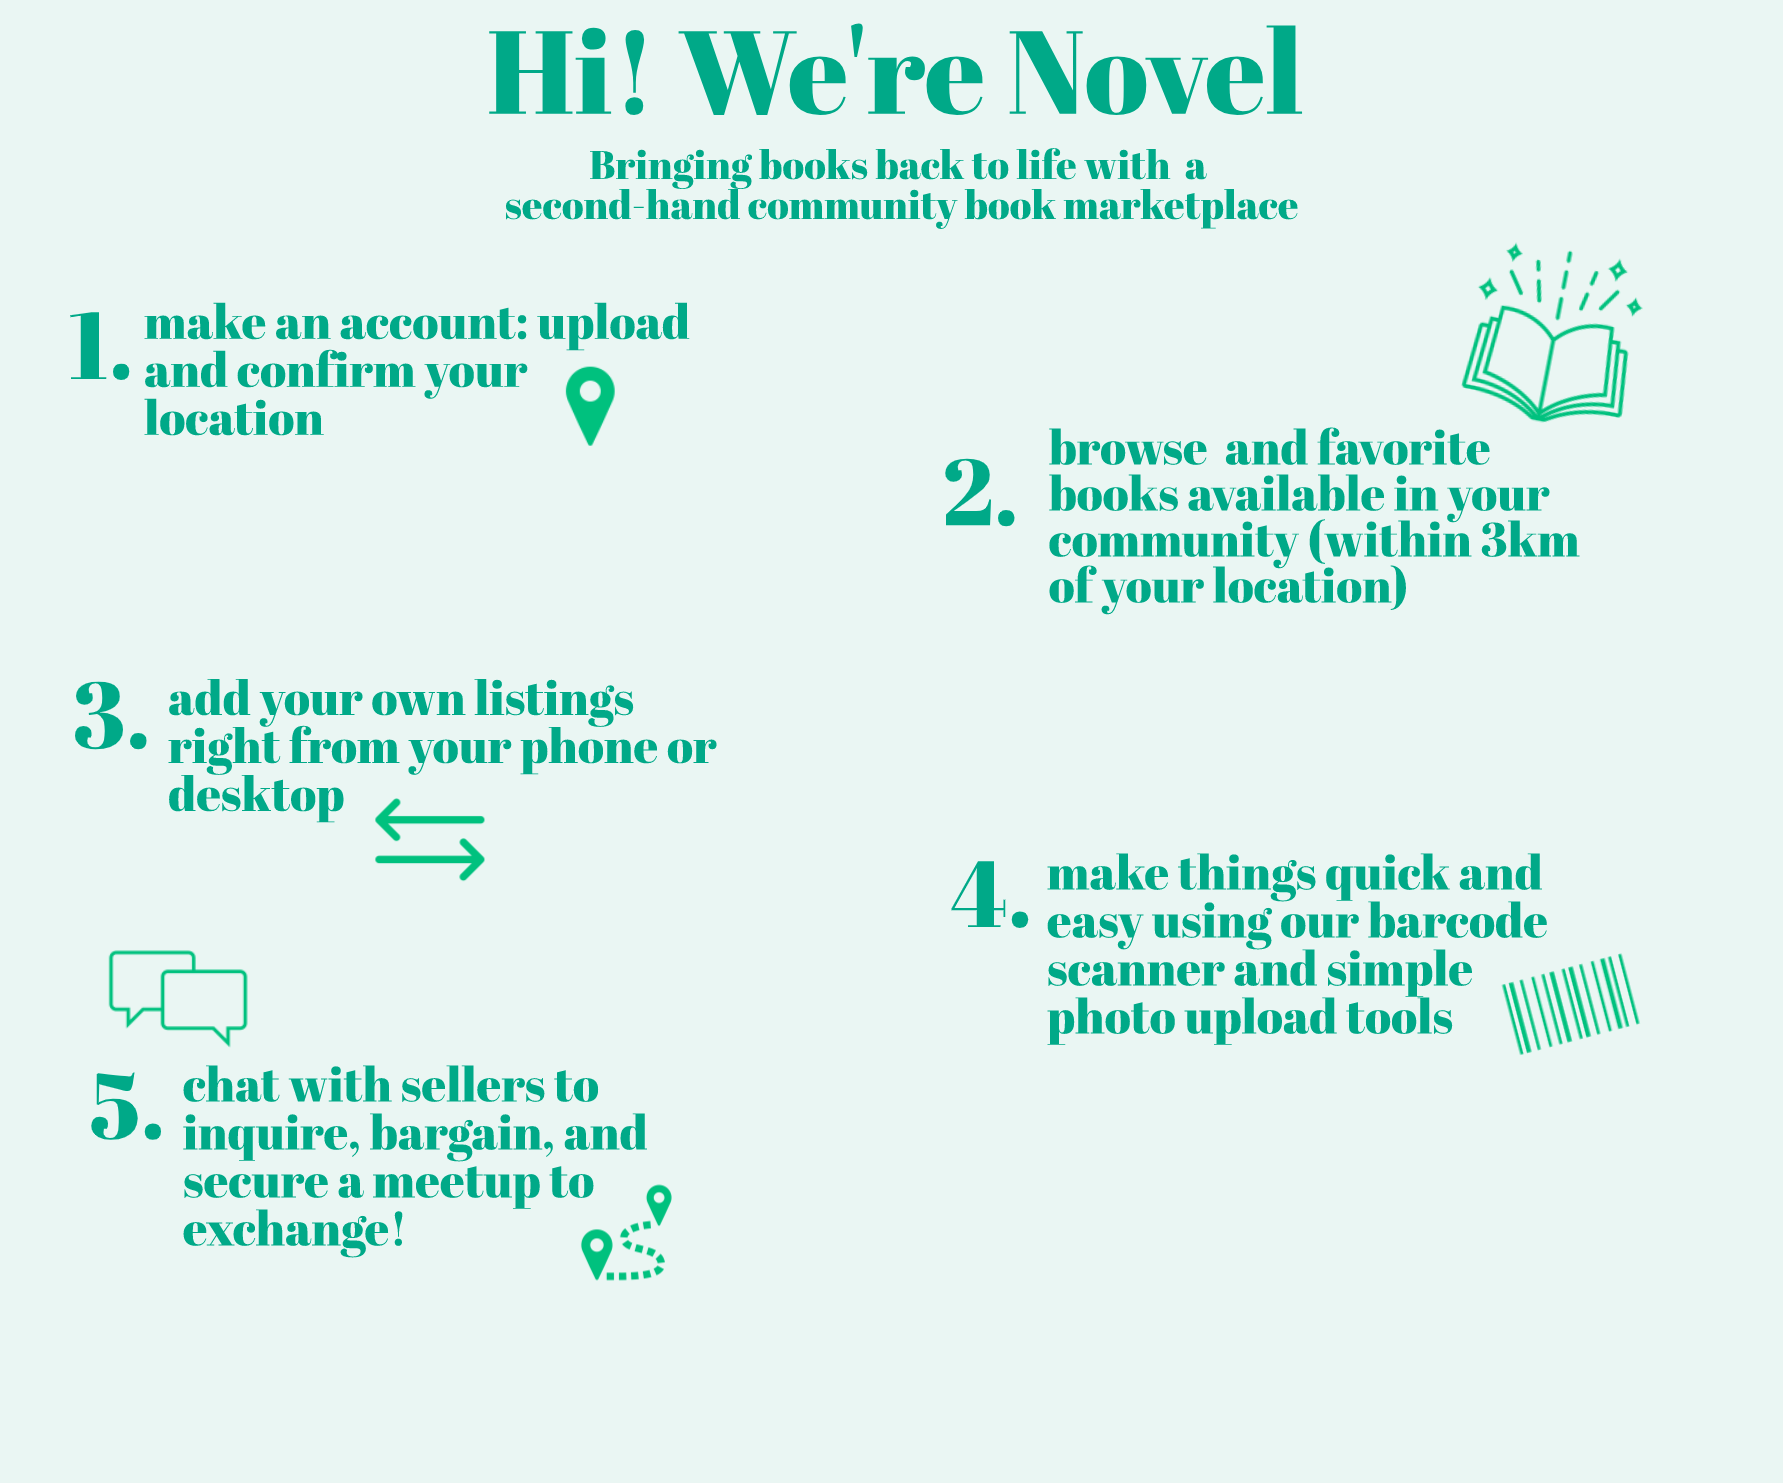 Hi! We're Novel
Bringing books back to life with a
second-hand community book marketplace
1. make an account: upload
and confirm your
location
2. browse and favorite
books available in your
community (within 3km
of your location)
3. add your own listings
right from your phone or
desktop
4. make things quick and
easy using our barcode
scanner and simple
photo upload tools
5. chat with sellers to
inquire, bargain, and
secure a meetup to
exchange!